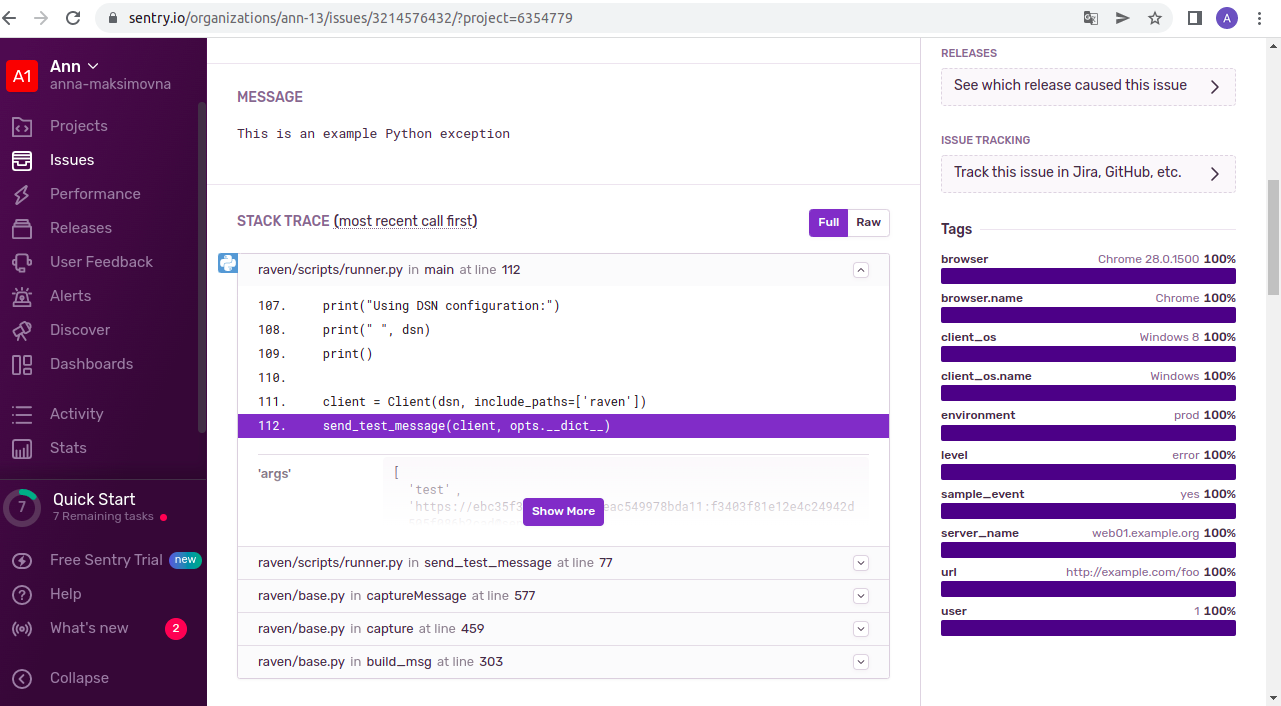 sentry.io/organizations/ann-13/issues/3214576432/?project=6354779
A
A1
Ann
anna-maksimovna
Projects
Issues
Performance
Releases
User Feedback
Alerts
Discover
Dashboards
Activity
Stats
7
Quick Start
7 Remaining tasks
Free Sentry Trial new
Help
What's new 2
Collapse
MESSAGE
This is an example Python exception
STACK TRACE (most recent call first)
Full Raw
raven/scripts/runner.py in main at line 112
107. print("Using DSN configuration:")
108. print(" ", dsn)
109. print()
110.
111. client = Client(dsn, include_paths=['raven'])
112. send_test_message(client, opts.__dict__)
'args'
[
'test' ,
'https://ebc35f3 eac549978bda11:f3403f81e12e4c24942d
Show More
raven/scripts/runner.py in send_test_message at line 77
raven/base.py in captureMessage at line 577
raven/base.py in capture at line 459
raven/base.py in build_msg at line 303
RELEASES
See which release caused this issue
ISSUE TRACKING
Track this issue in Jira, GitHub, etc.
Tags
browser Chrome 28.0.1500 100%
browser.name Chrome 100%
client_os Windows 8 100%
client_os.name Windows 100%
environment prod 100%
level error 100%
sample_event yes 100%
server_name web01.example.org 100%
url http://example.com/foo 100%
user 1 100%